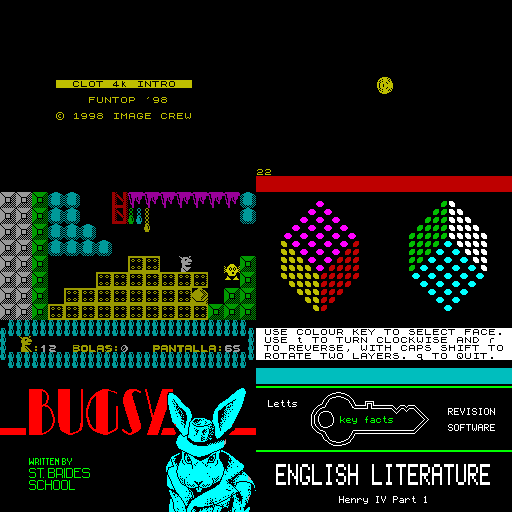 CLOT 4K INTRO
FUNTOP '98
© 1998 IMAGE CREW
22
:12 BOLAS:0 PANTALLA:65
USE COLOUR KEY TO SELECT FACE.
USE t TO TURN CLOCKWISE AND r
TO REVERSE, WITH CAPS SHIFT TO
ROTATE TWO LAYERS. q TO QUIT.
BUGSY
WRITTEN BY
ST. BRIDES
SCHOOL
Letts
key facts
REVISION
SOFTWARE
ENGLISH LITERATURE
Henry IV Part 1